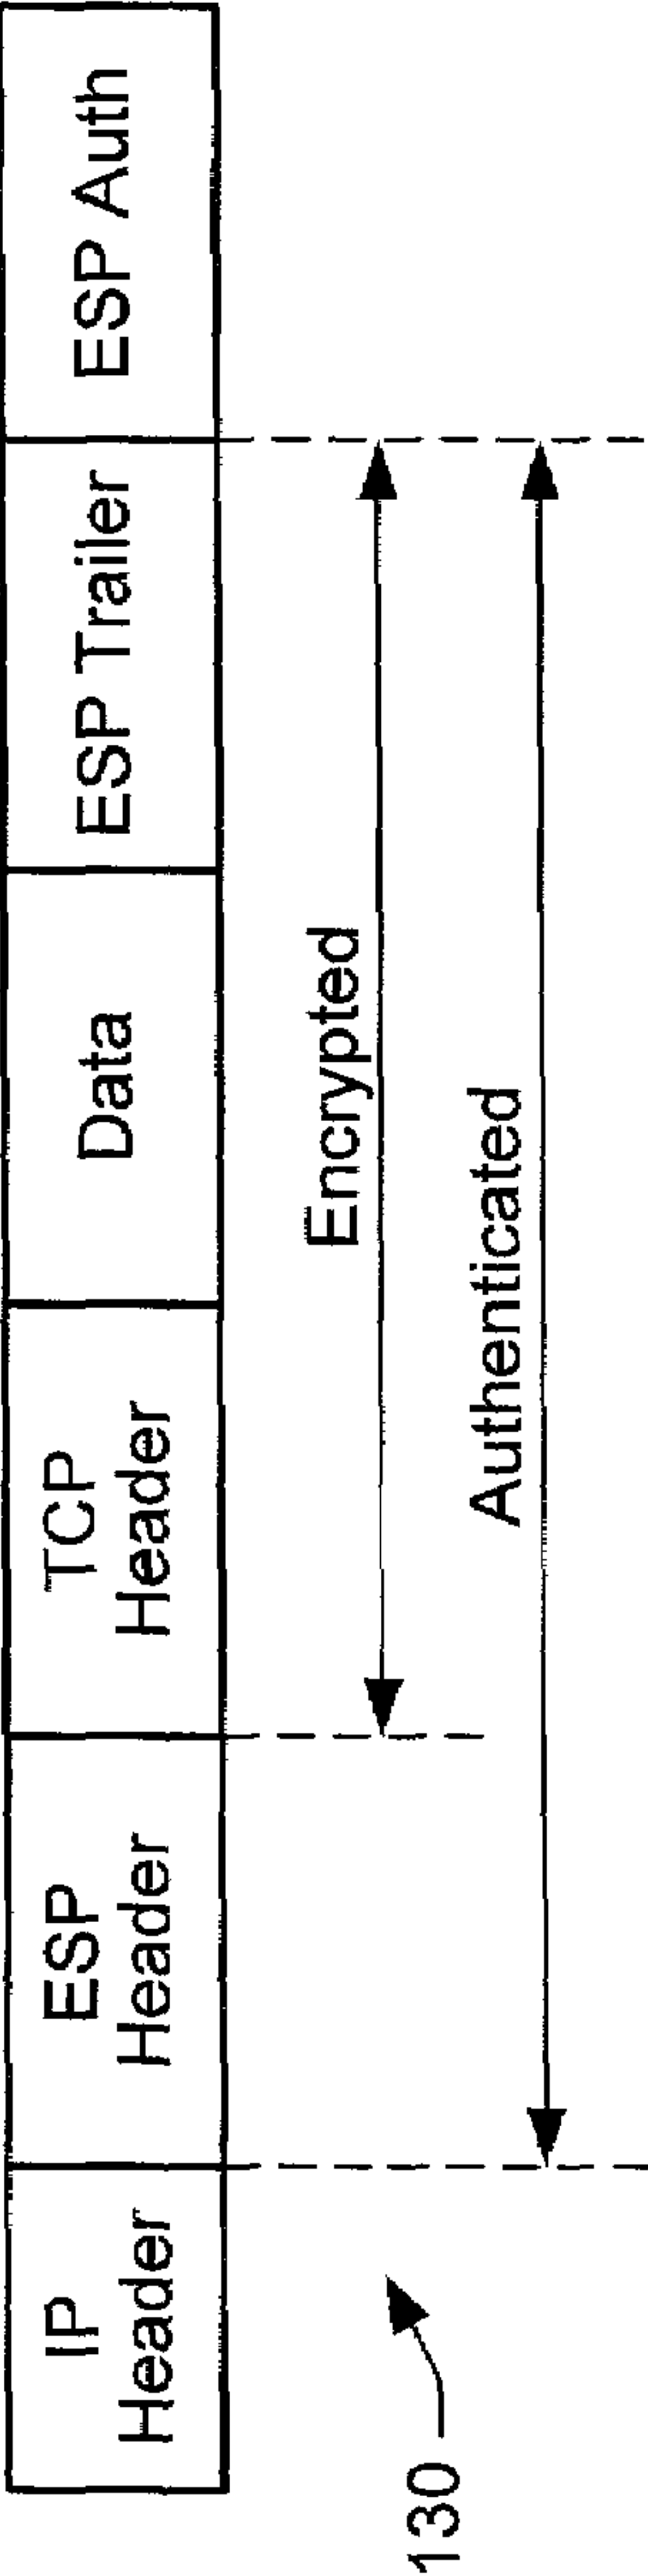 IP
Header
ESP
Header
TCP
Header
Data
ESP Trailer
ESP Auth
Encrypted
Authenticated
130